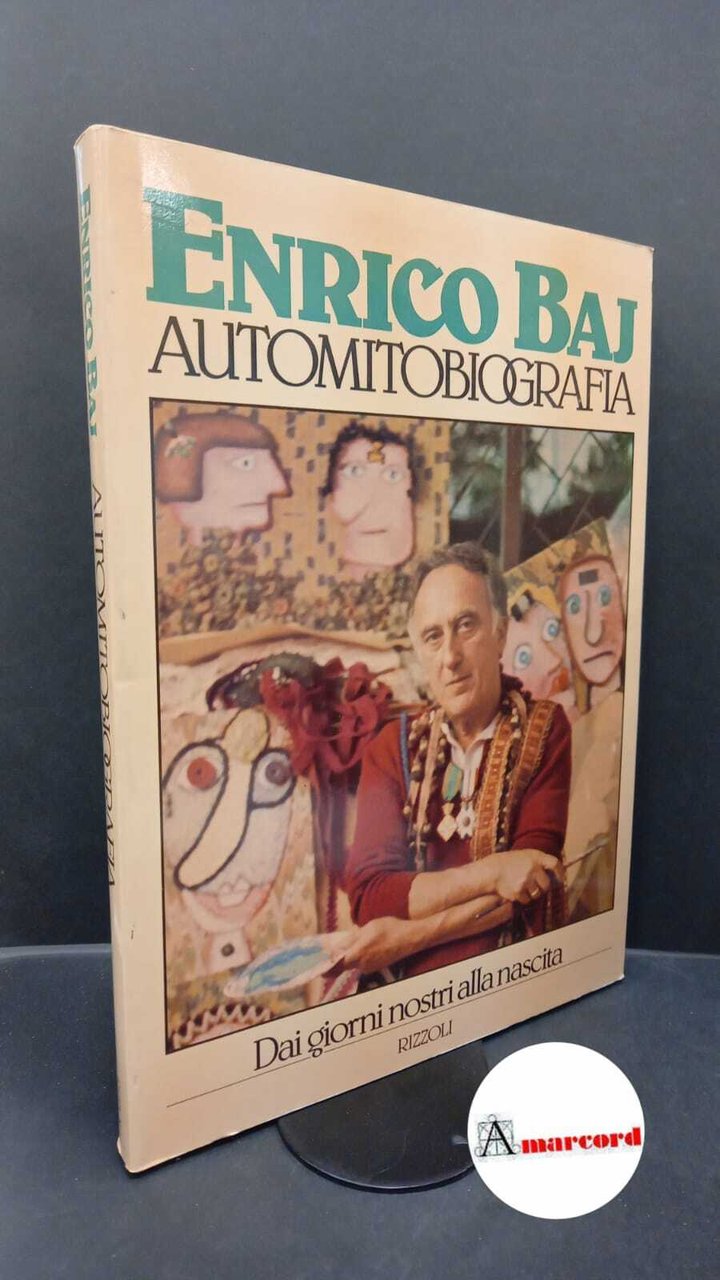 ENRICO BAJ
AUTOMITOBIOGRAFIA
Dai giorni nostri alla nascita
RIZZOLI
ENRICO BAJ AUTOMITOBIOGRAFIA
Amarcord